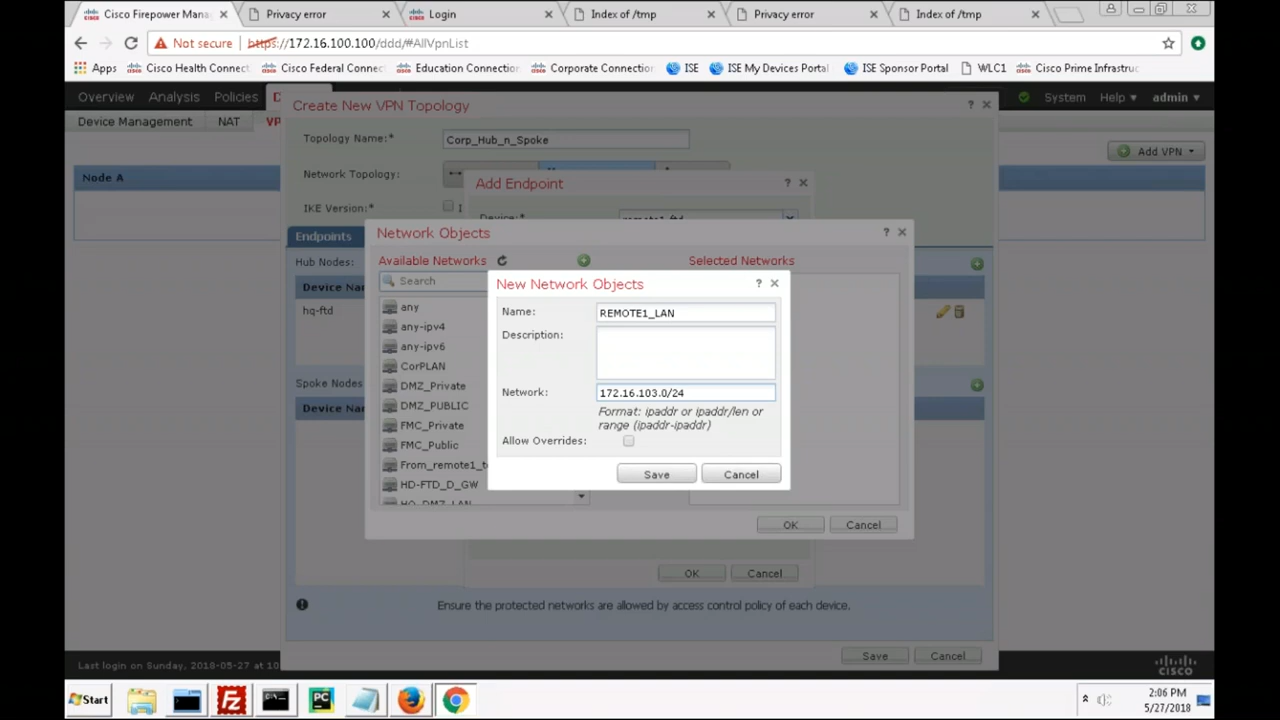 Cisco Firepower Mana
Privacy error
Login
Index of /tmp
Privacy error
Index of /tmp
Not secure
https://172.16.100.100/ddd/#AllVpnList
Apps
Cisco Health Connect
Cisco Federal Connec
Education Connection
Corporate Connection
ISE
ISE My Devices Portal
ISE Sponsor Portal
WLC1
Cisco Prime Infrastruc
Overview
Analysis
Policies
D
System
Help
admin
Device Management
NAT
VP
Create New VPN Topology
?
Topology Name:*
Corp_Hub_n_Spoke
Add VPN
Node A
Network Topology:
Add Endpoint
?
IKE Version:*
I
Device:*
remote1-ftd
Endpoints
Network Objects
?
Hub Nodes:
Available Networks
Selected Networks
Search
Device Nar
hq-ftd
any
any-ipv4
any-ipv6
CorPLAN
DMZ_Private
DMZ_PUBLIC
FMC_Private
FMC_Public
From_remote1_t
HD-FTD_D_GW
HQ_DMZ_LAN
New Network Objects
?
Name:
REMOTE1_LAN
Description:
Network:
172.16.103.0/24
Format: ipaddr or ipaddr/len or
range (ipaddr-ipaddr)
Allow Overrides:
Save
Cancel
Spoke Nodes
Device Nar
OK
Cancel
OK
Cancel
Ensure the protected networks are allowed by access control policy of each device.
Save
Cancel
Last login on Sunday, 2018-05-27 at 10
CISCO
Start
PC
2:06 PM
5/27/2018